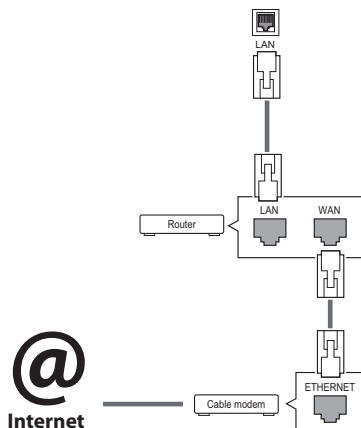 LAN
LAN WAN
Router
ETHERNET
@
Cable modem
Internet